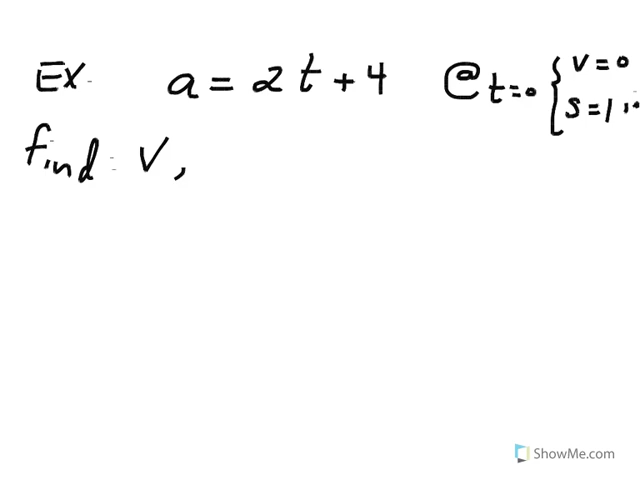 Ex. a = 2t + 4 @ t=0 { v = 0
s = 1
find: v,
ShowMe.com